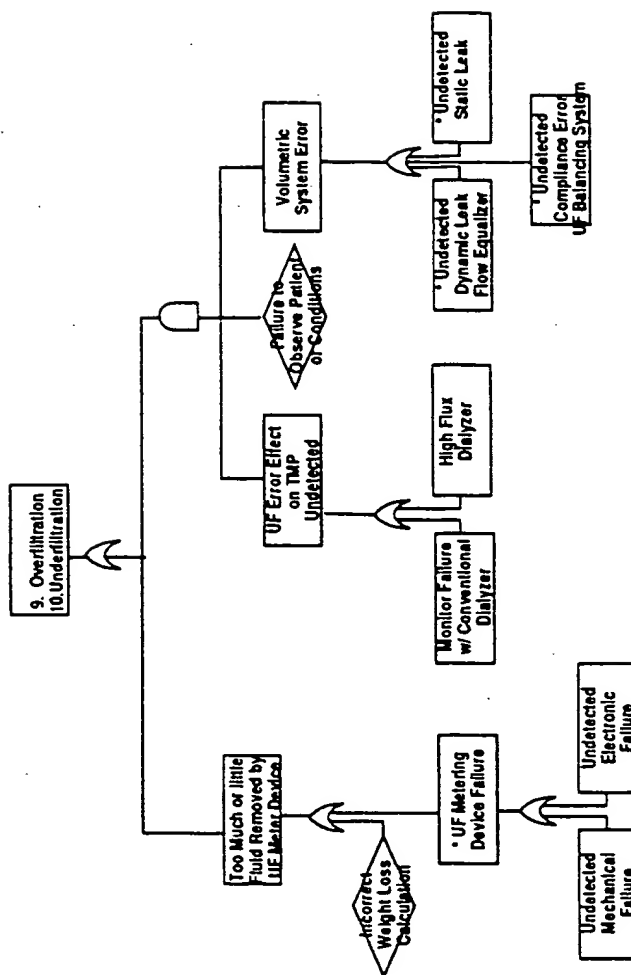 9. Overfiltration
10.Underfiltration
Too Much or little
Fluid Removed by
UF Meter Device
Incorrect
Weight Loss
Calculation
* UF Metering
Device Failure
Undetected
Mechanical
Failure
Undetected
Electronic
Failure
UF Error Effect
on TMP
Undetected
Failure to
Observe Patient
or Conditions
Volumetric
System Error
Monitor Failure
w/ Conventional
Dialyzer
High Flux
Dialyzer
* Undetected
Dynamic Leak
Flow Equalizer
* Undetected
Static Leak
* Undetected
Compliance Error
UF Balancing System